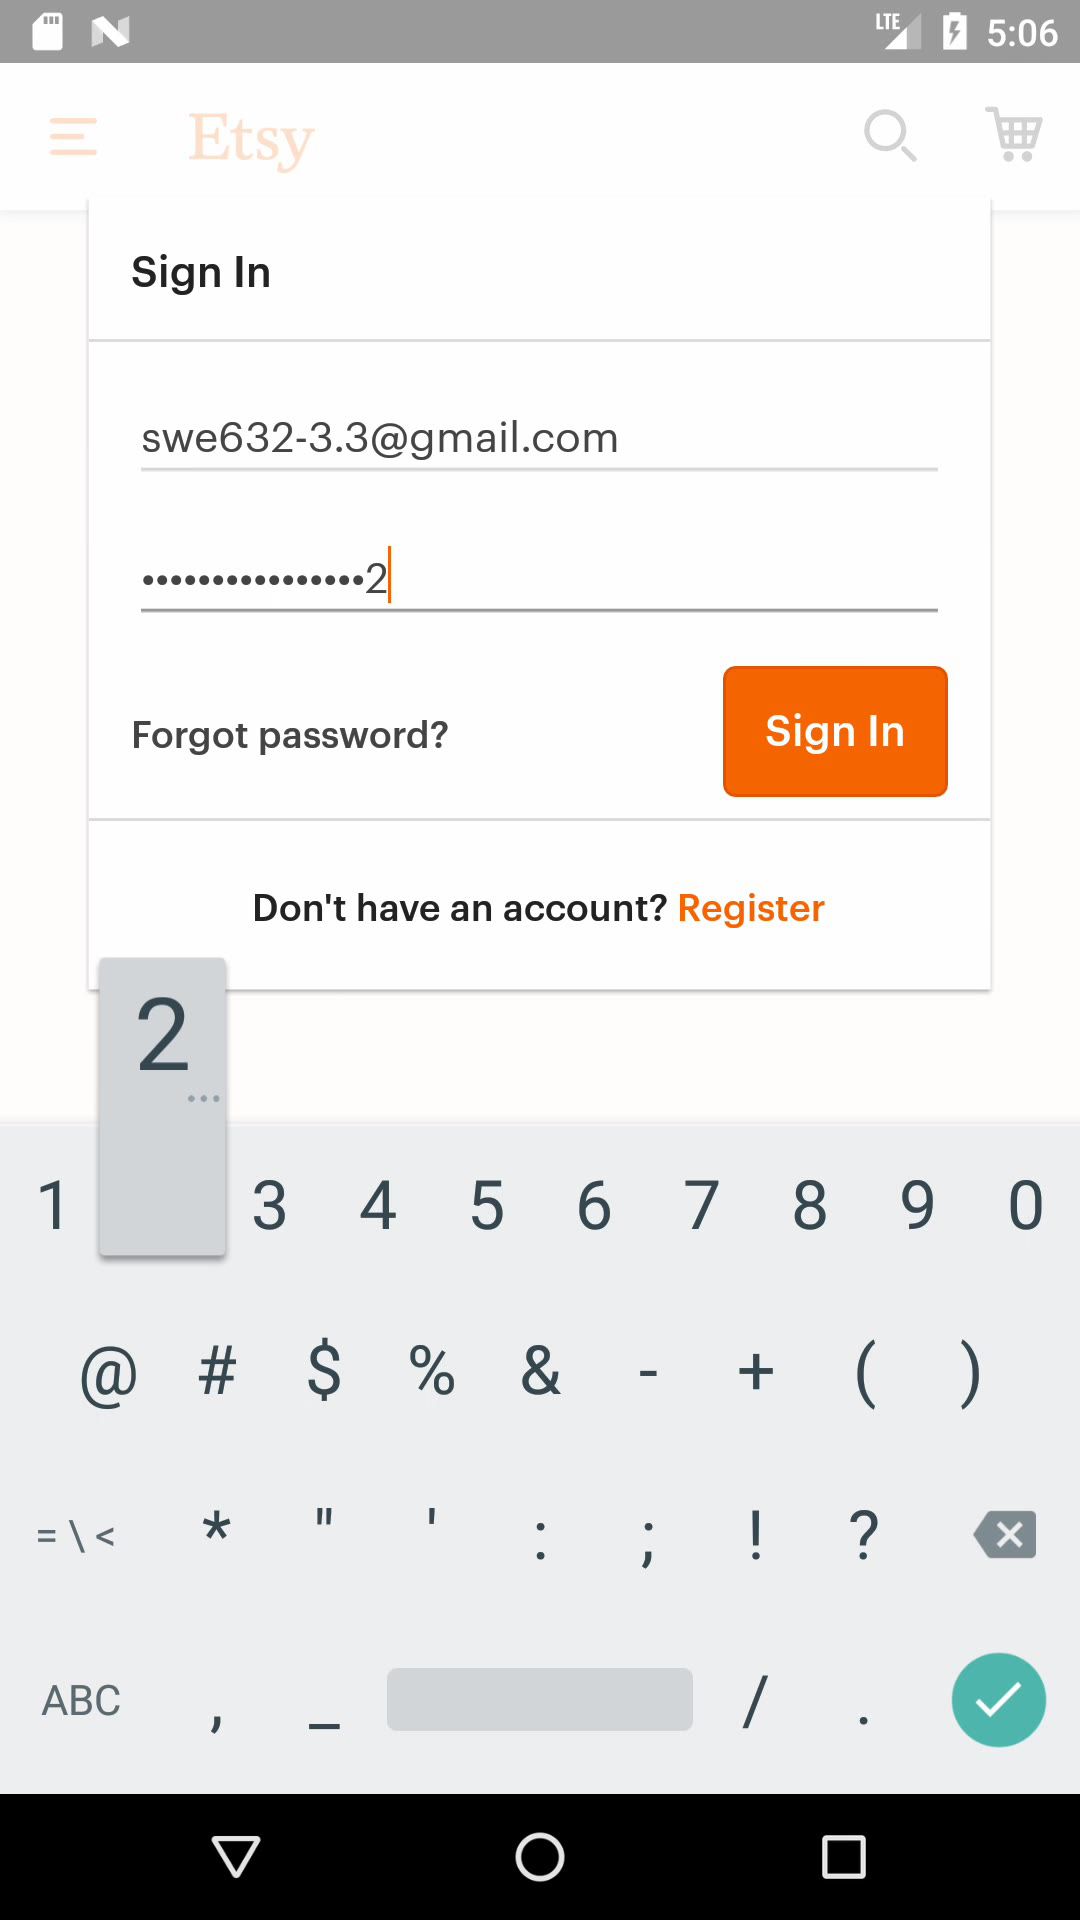 LTE 5:06
Etsy
Sign In
swe632-3.3@gmail.com
••••••••••••••••2
Forgot password?
Sign In
Don't have an account? Register
2
...
1 3 4 5 6 7 8 9 0
@ # $ % & - + ( )
= \ < * " ' : ; ! ?
ABC , _ / .